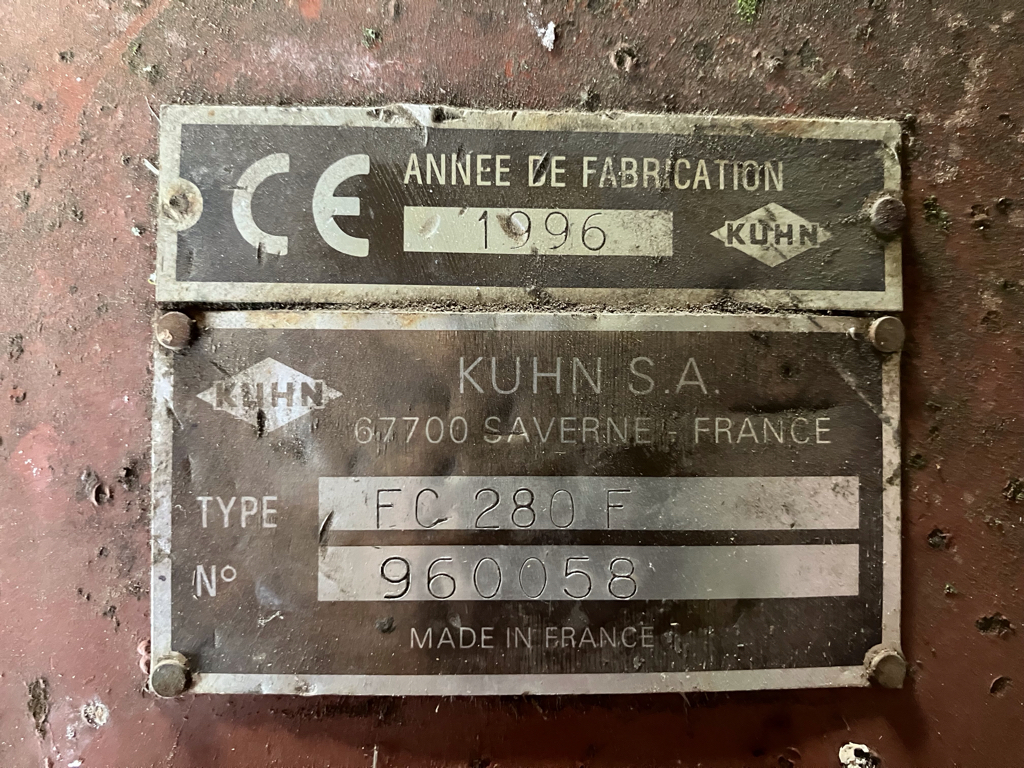 CE ANNEE DE FABRICATION
1996 KUHN
KUHN KUHN S.A.
67700 SAVERNE - FRANCE
TYPE FC 280 F
N° 960058
MADE IN FRANCE